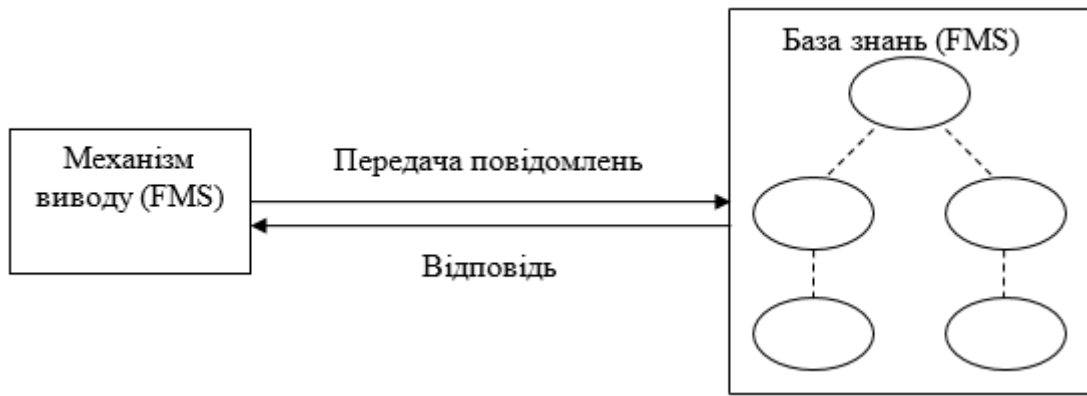 База знань (FMS)
Механізм
виводу (FMS)
Передача повідомлень
Відповідь